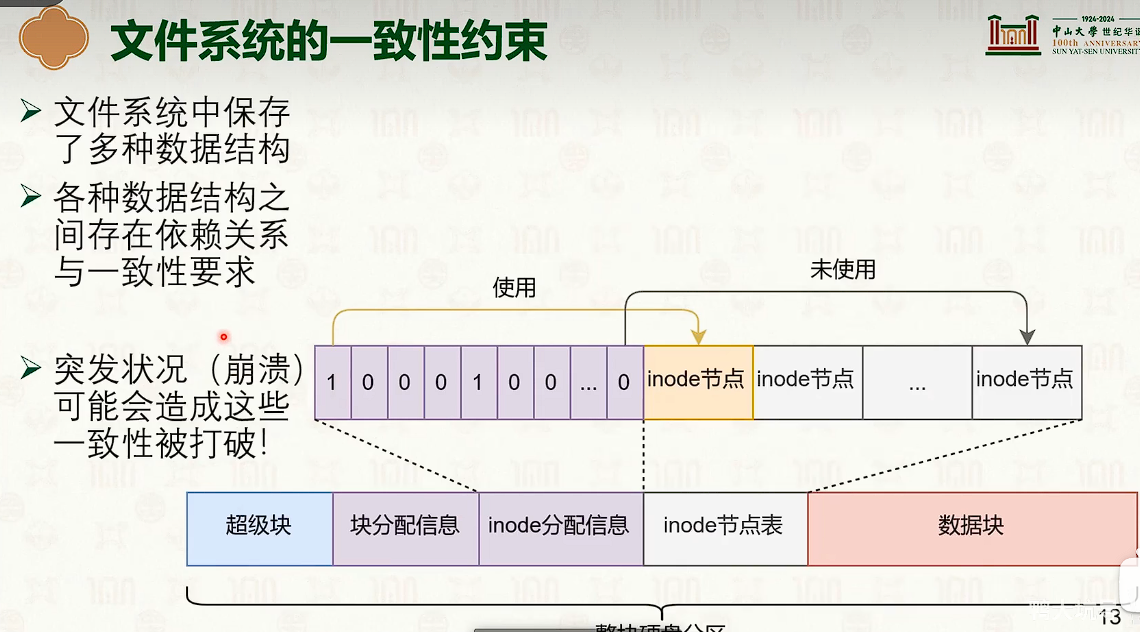 文件系统的一致性约束
1924-2024
中山大学世纪华诞
100th ANNIVERSARY
SUN YAT-SEN UNIVERSITY
文件系统中保存
了多种数据结构
各种数据结构之
间存在依赖关系
与一致性要求
突发状况（崩溃）
可能会造成这些
一致性被打破！
使用
未使用
1 0 0 0 1 0 0 ... 0 inode节点 inode节点 ... inode节点
超级块 块分配信息 inode分配信息 inode节点表 数据块
整块硬盘分区
13